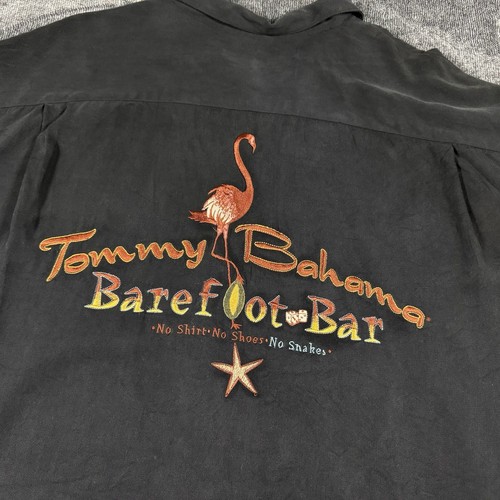 Tommy Bahama
Barefoot Bar
·No Shirt·No Shoes·No Snakes·